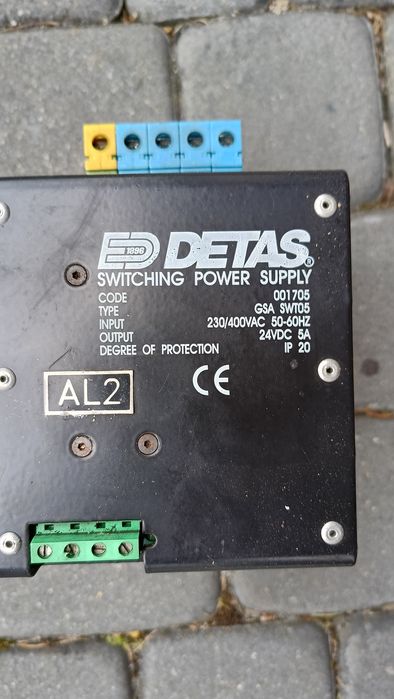 1896 DETAS®
SWITCHING POWER SUPPLY
CODE 001705
TYPE GSA SWT05
INPUT 230/400VAC 50-60HZ
OUTPUT 24VDC 5A
DEGREE OF PROTECTION IP 20
AL2 CE